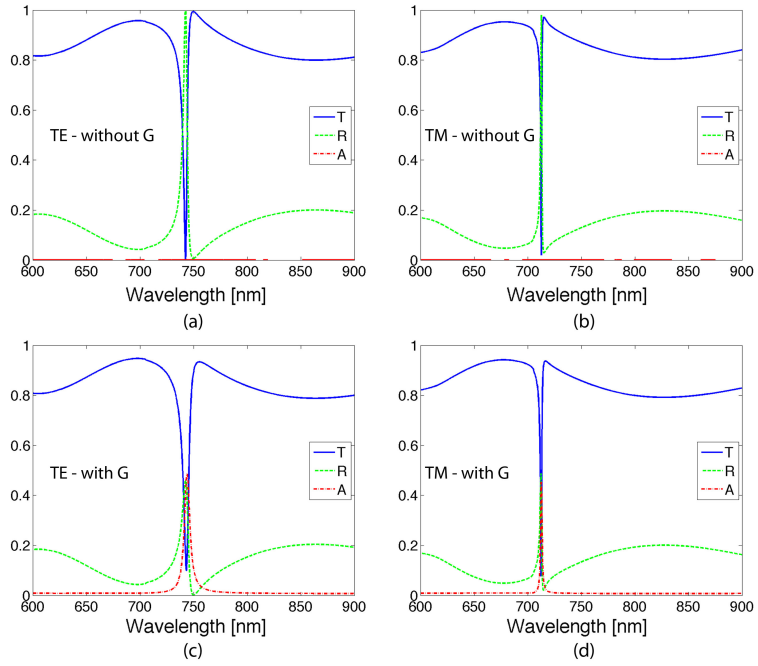 1
0.8
0.6
0.4
0.2
0
TE - without G
T
R
A
600 650 700 750 800 850 900
Wavelength [nm]
(a)
1
0.8
0.6
0.4
0.2
0
TM - without G
T
R
A
600 650 700 750 800 850 900
Wavelength [nm]
(b)
1
0.8
0.6
0.4
0.2
0
TE - with G
T
R
A
600 650 700 750 800 850 900
Wavelength [nm]
(c)
1
0.8
0.6
0.4
0.2
0
TM - with G
T
R
A
600 650 700 750 800 850 900
Wavelength [nm]
(d)